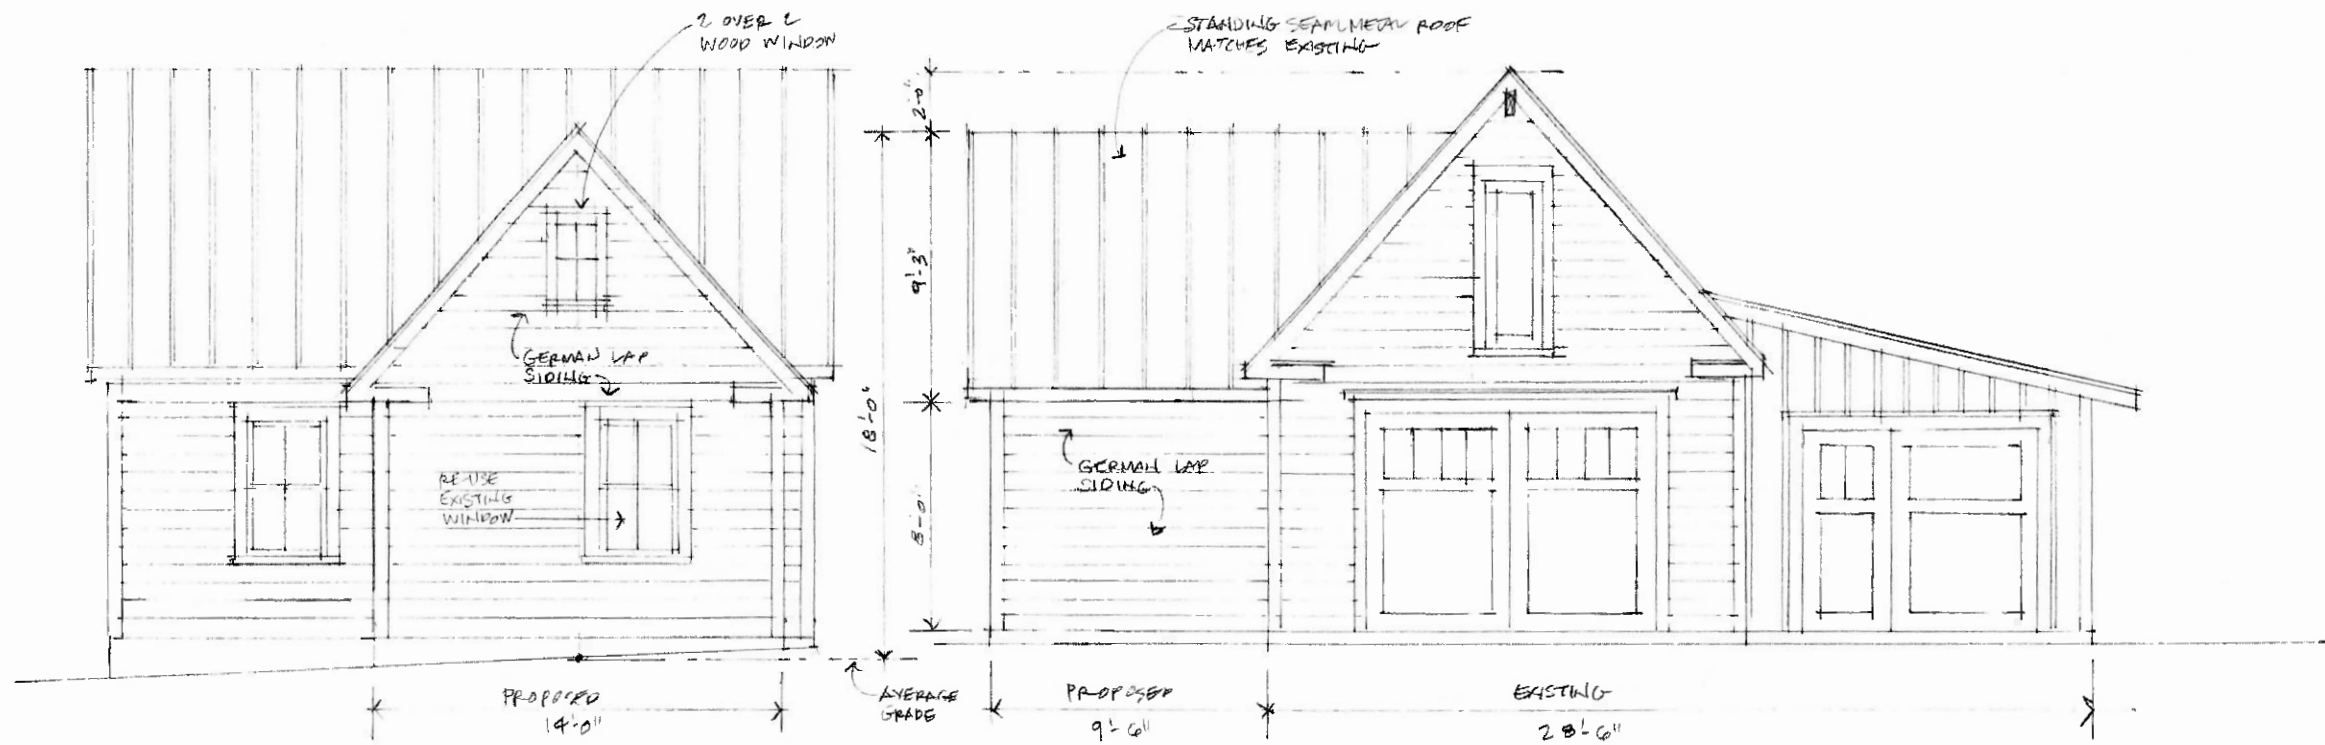 2 OVER 2
WOOD WINDOW
STANDING SEAM METAL ROOF
MATCHES EXISTING
2'-0"
9'-3"
18'-0"
8'-0"
GERMAN LAP
SIDING
RE-USE
EXISTING
WINDOW
GERMAN LAP
SIDING
PROPOSED
14'-0"
AVERAGE
GRADE
PROPOSED
9'-6"
EXISTING
28'-6"